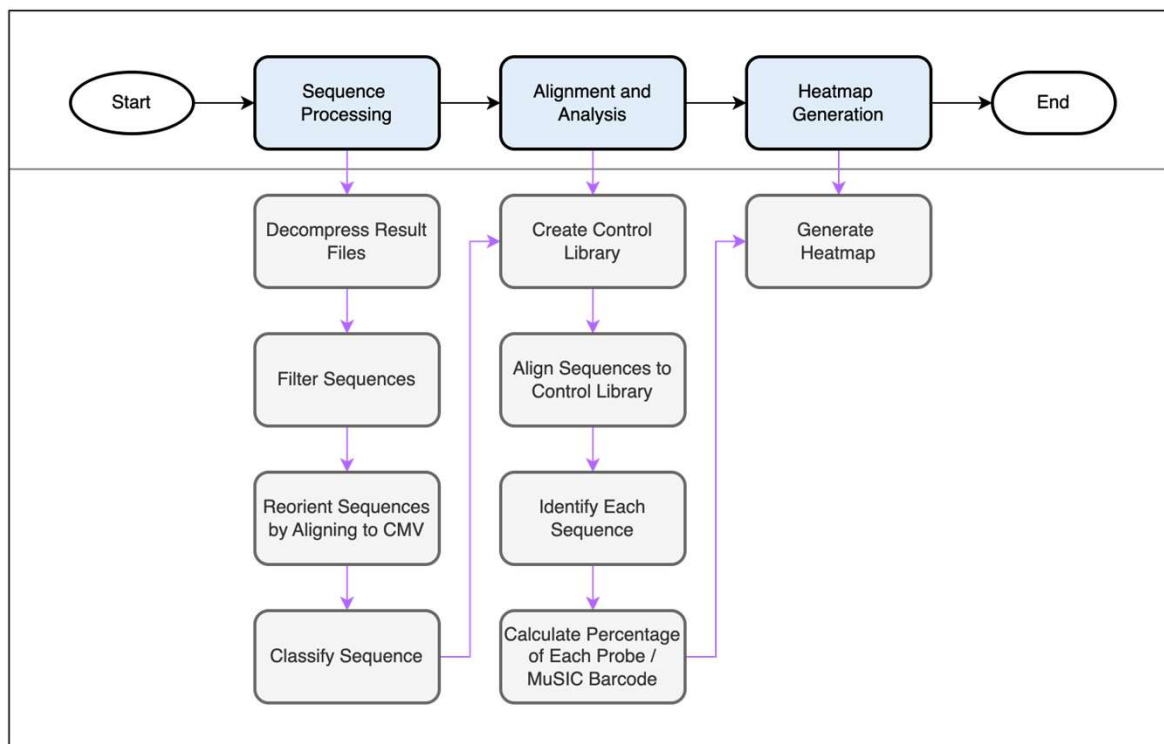 Start
Sequence
Processing
Alignment and
Analysis
Heatmap
Generation
End
Decompress Result
Files
Filter Sequences
Reorient Sequences
by Aligning to CMV
Classify Sequence
Create Control
Library
Align Sequences to
Control Library
Identify Each
Sequence
Calculate Percentage
of Each Probe /
MuSIC Barcode
Generate
Heatmap